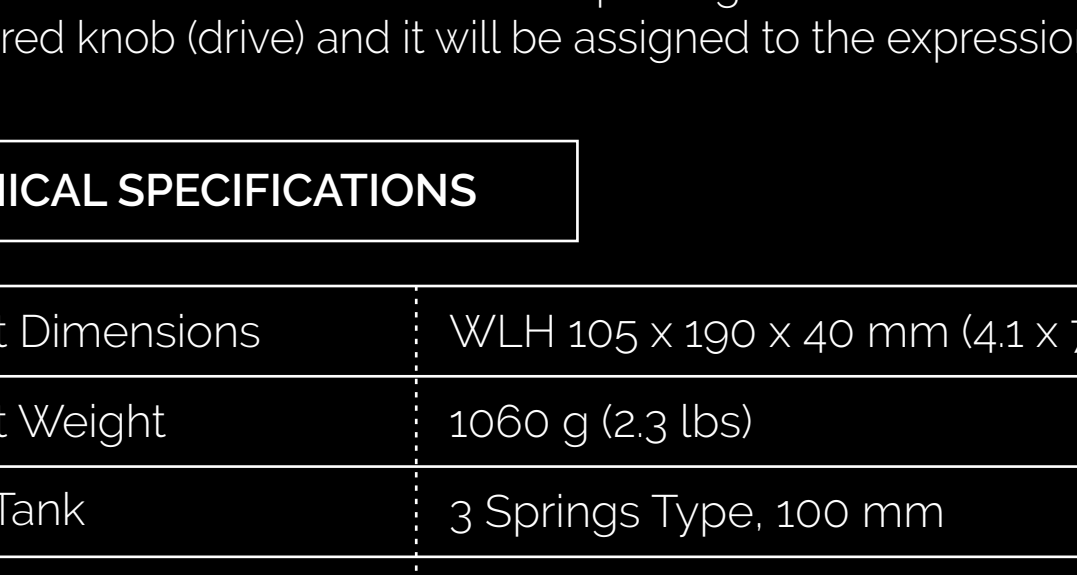 red knob (drive) and it will be assigned to the expressio
ICAL SPECIFICATIONS
t Dimensions WLH 105 x 190 x 40 mm (4.1 x
t Weight 1060 g (2.3 lbs)
Tank 3 Springs Type, 100 mm